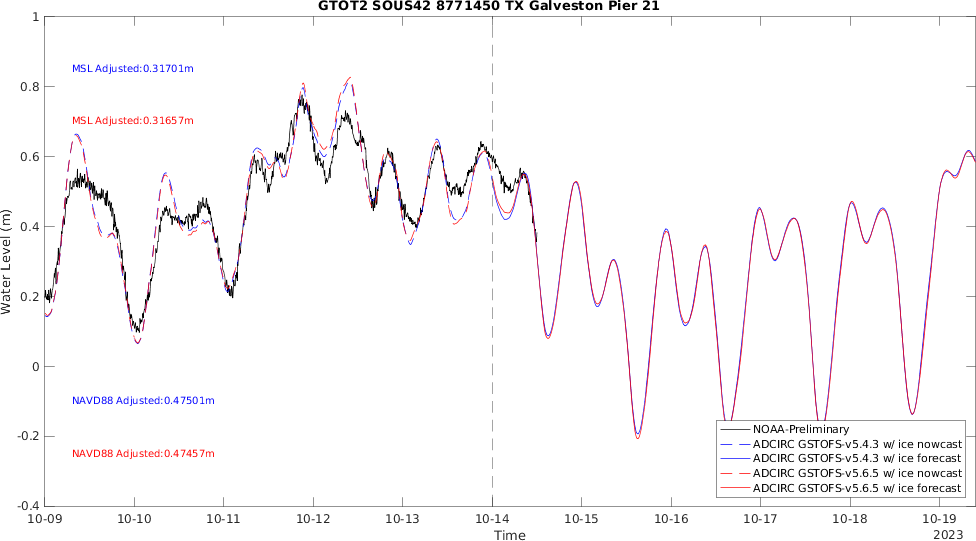 GTOT2 SOUS42 8771450 TX Galveston Pier 21
1
0.8
0.6
0.4
0.2
0
-0.2
-0.4
Water Level (m)
MSL Adjusted:0.31701m
MSL Adjusted:0.31657m
NAVD88 Adjusted:0.47501m
NAVD88 Adjusted:0.47457m
NOAA-Preliminary
ADCIRC GSTOFS-v5.4.3 w/ ice nowcast
ADCIRC GSTOFS-v5.4.3 w/ ice forecast
ADCIRC GSTOFS-v5.6.5 w/ ice nowcast
ADCIRC GSTOFS-v5.6.5 w/ ice forecast
10-09 10-10 10-11 10-12 10-13 10-14 10-15 10-16 10-17 10-18 10-19
Time
2023